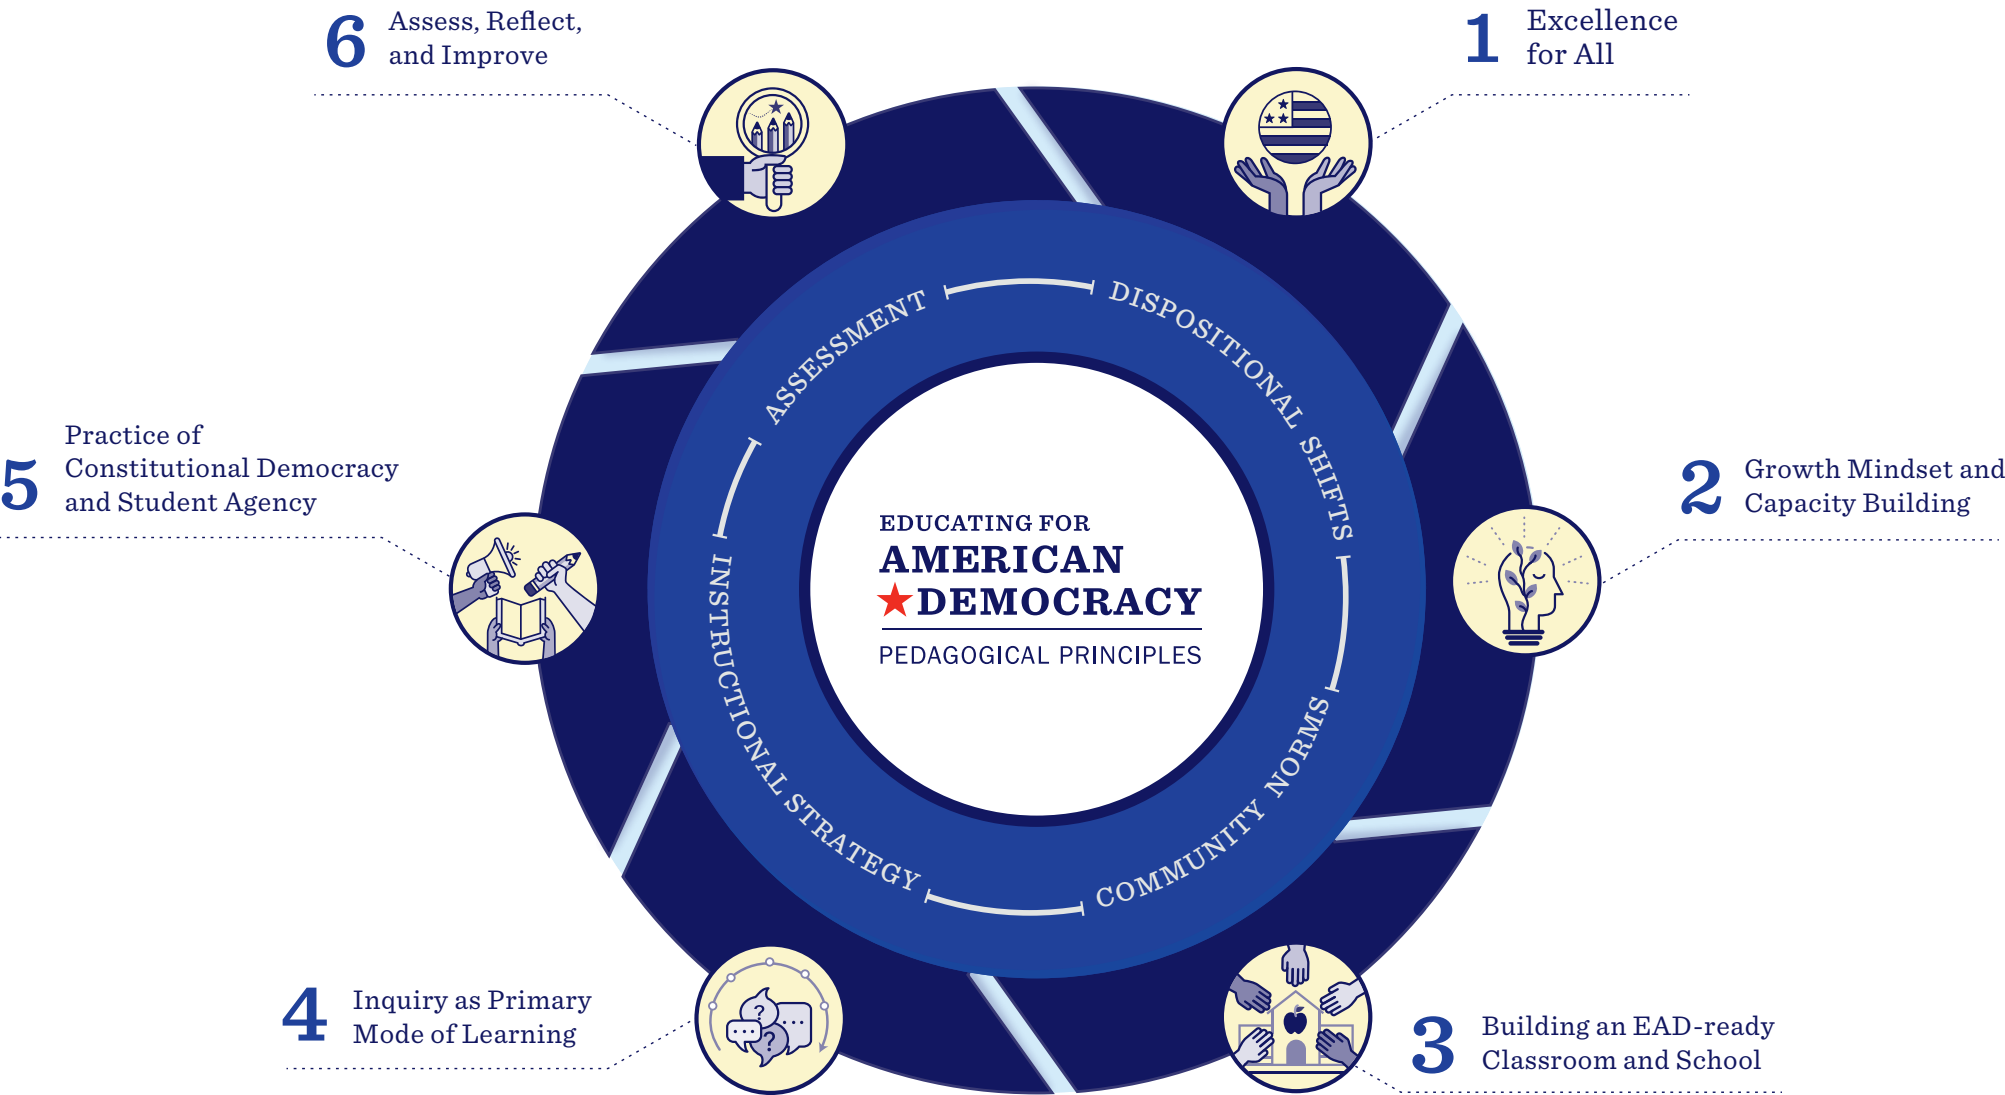 6
Assess, Reflect,
and Improve
1
Excellence
for All
2
Growth Mindset and
Capacity Building
3
Building an EAD-ready
Classroom and School
4
Inquiry as Primary
Mode of Learning
5
Practice of
Constitutional Democracy
and Student Agency
ASSESSMENT
DISPOSITIONAL SHIFTS
COMMUNITY NORMS
INSTRUCTIONAL STRATEGY
EDUCATING FOR
AMERICAN
DEMOCRACY
PEDAGOGICAL PRINCIPLES
?
?